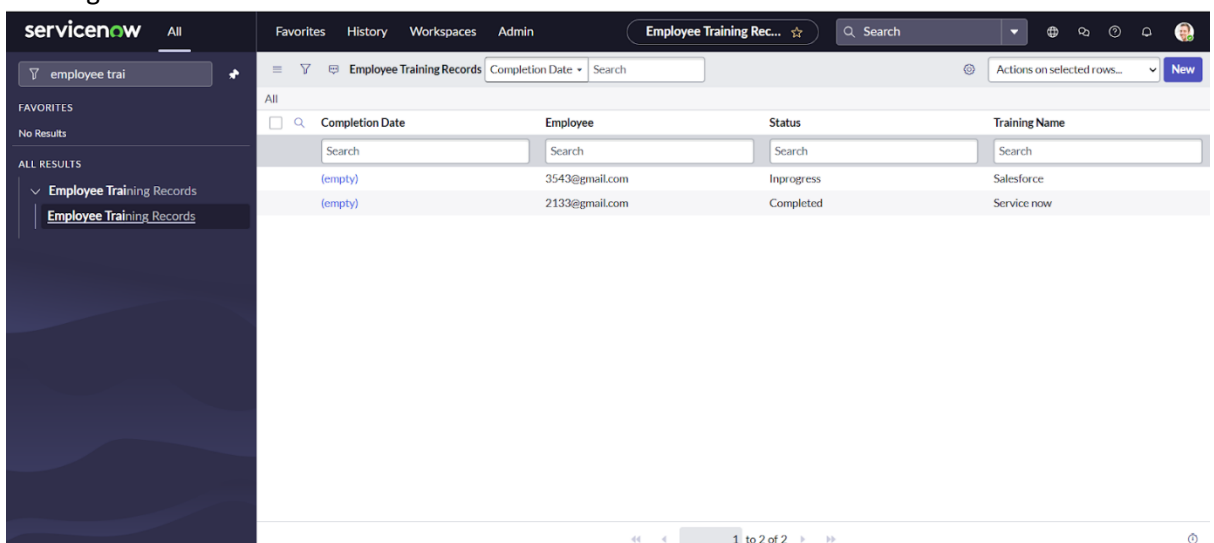 servicenow All Favorites History Workspaces Admin Employee Training Rec... Search
employee trai
Employee Training Records Completion Date Search Actions on selected rows... New
FAVORITES
No Results
ALL RESULTS
Employee Training Records
Employee Training Records
All
Completion Date Employee Status Training Name
Search Search Search Search
(empty) 3543@gmail.com Inprogress Salesforce
(empty) 2133@gmail.com Completed Service now
1 to 2 of 2